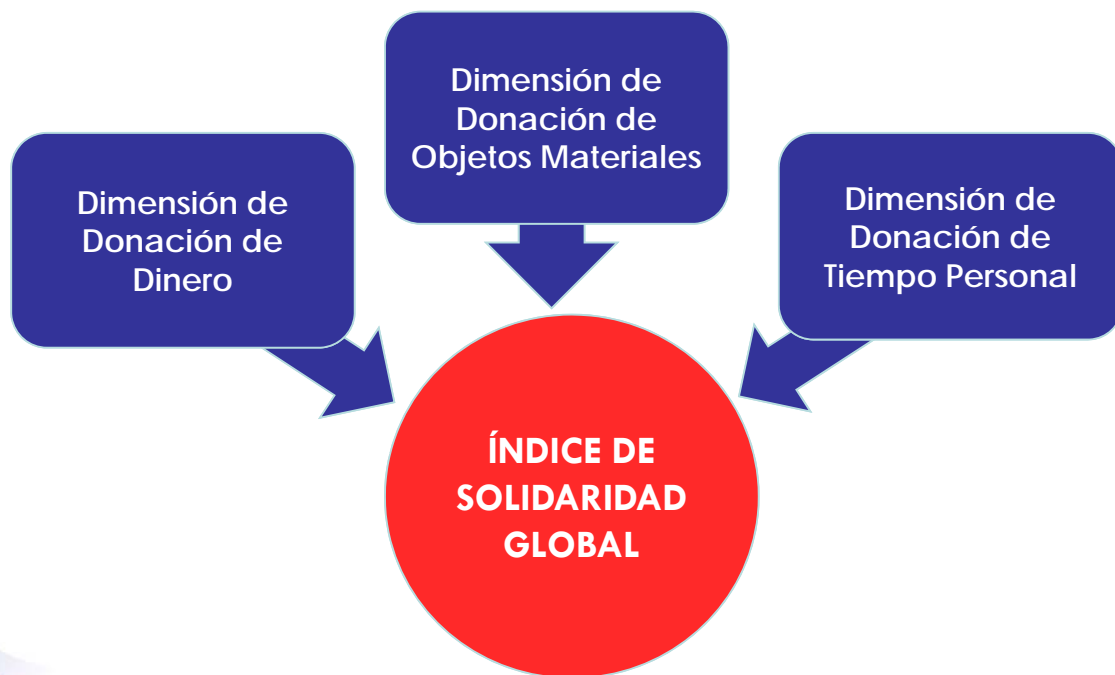 Dimensión de
Donación de
Dinero
Dimensión de
Donación de
Objetos Materiales
Dimensión de
Donación de
Tiempo Personal
ÍNDICE DE
SOLIDARIDAD
GLOBAL